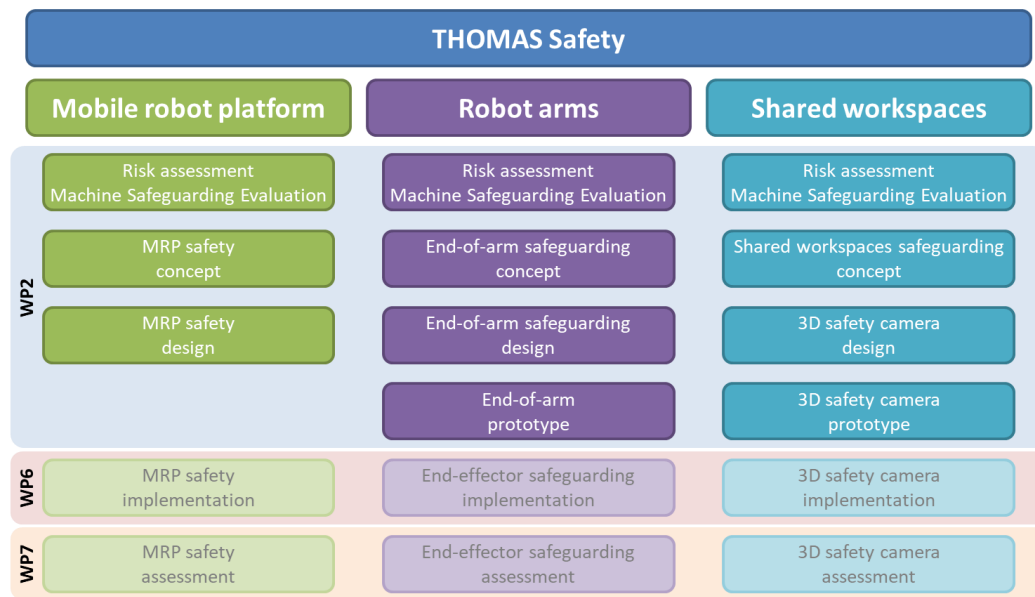 THOMAS Safety
Mobile robot platform
Robot arms
Shared workspaces
WP2
Risk assessment
Machine Safeguarding Evaluation
Risk assessment
Machine Safeguarding Evaluation
Risk assessment
Machine Safeguarding Evaluation
MRP safety
concept
End-of-arm safeguarding
concept
Shared workspaces safeguarding
concept
MRP safety
design
End-of-arm safeguarding
design
3D safety camera
design
End-of-arm
prototype
3D safety camera
prototype
WP6
MRP safety
implementation
End-effector safeguarding
implementation
3D safety camera
implementation
WP7
MRP safety
assessment
End-effector safeguarding
assessment
3D safety camera
assessment